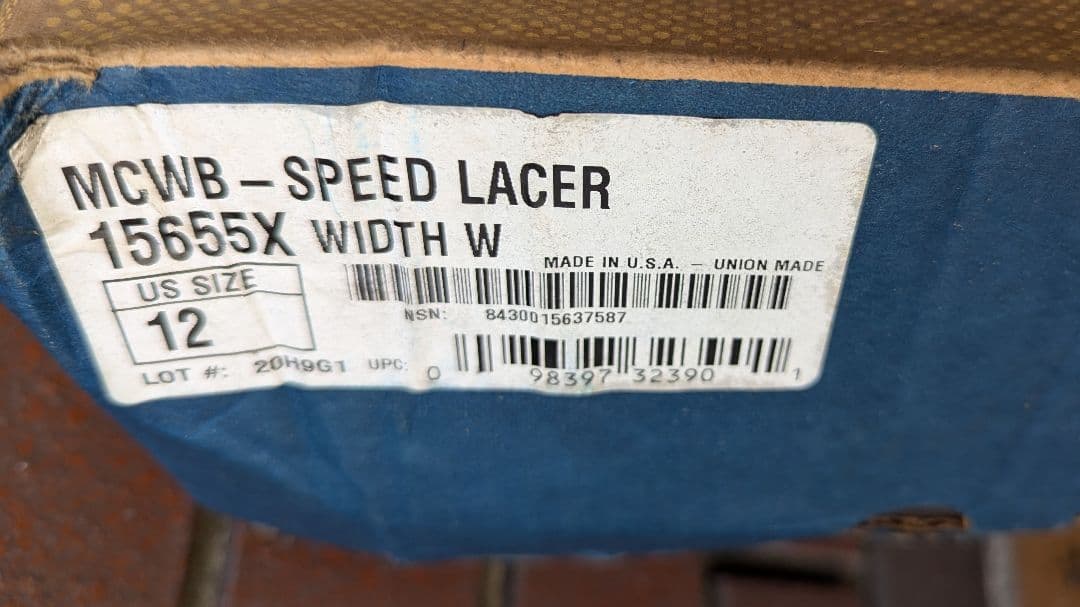 MCWB – SPEED LACER
15655X WIDTH W
MADE IN U.S.A. – UNION MADE
US SIZE
12
NSN: 8430015637587
LOT #: 20H9G1 UPC: 0 98397 32390 1